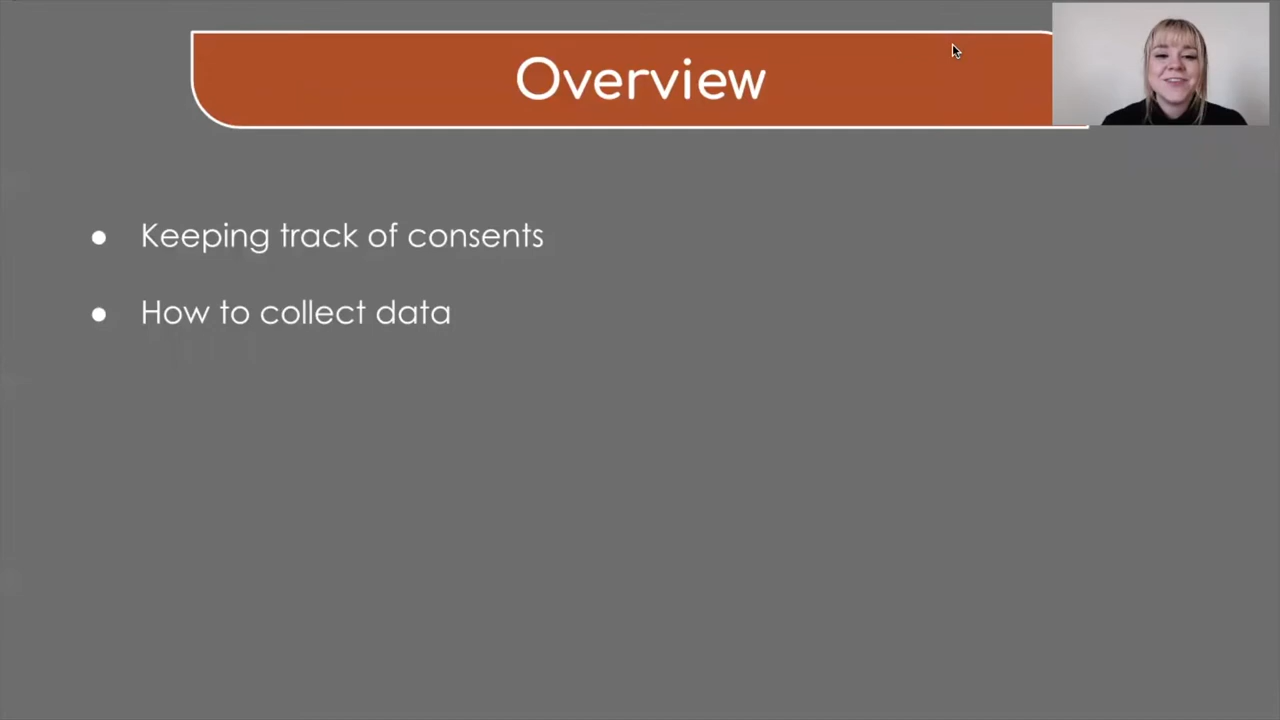 Overview
● Keeping track of consents
● How to collect data